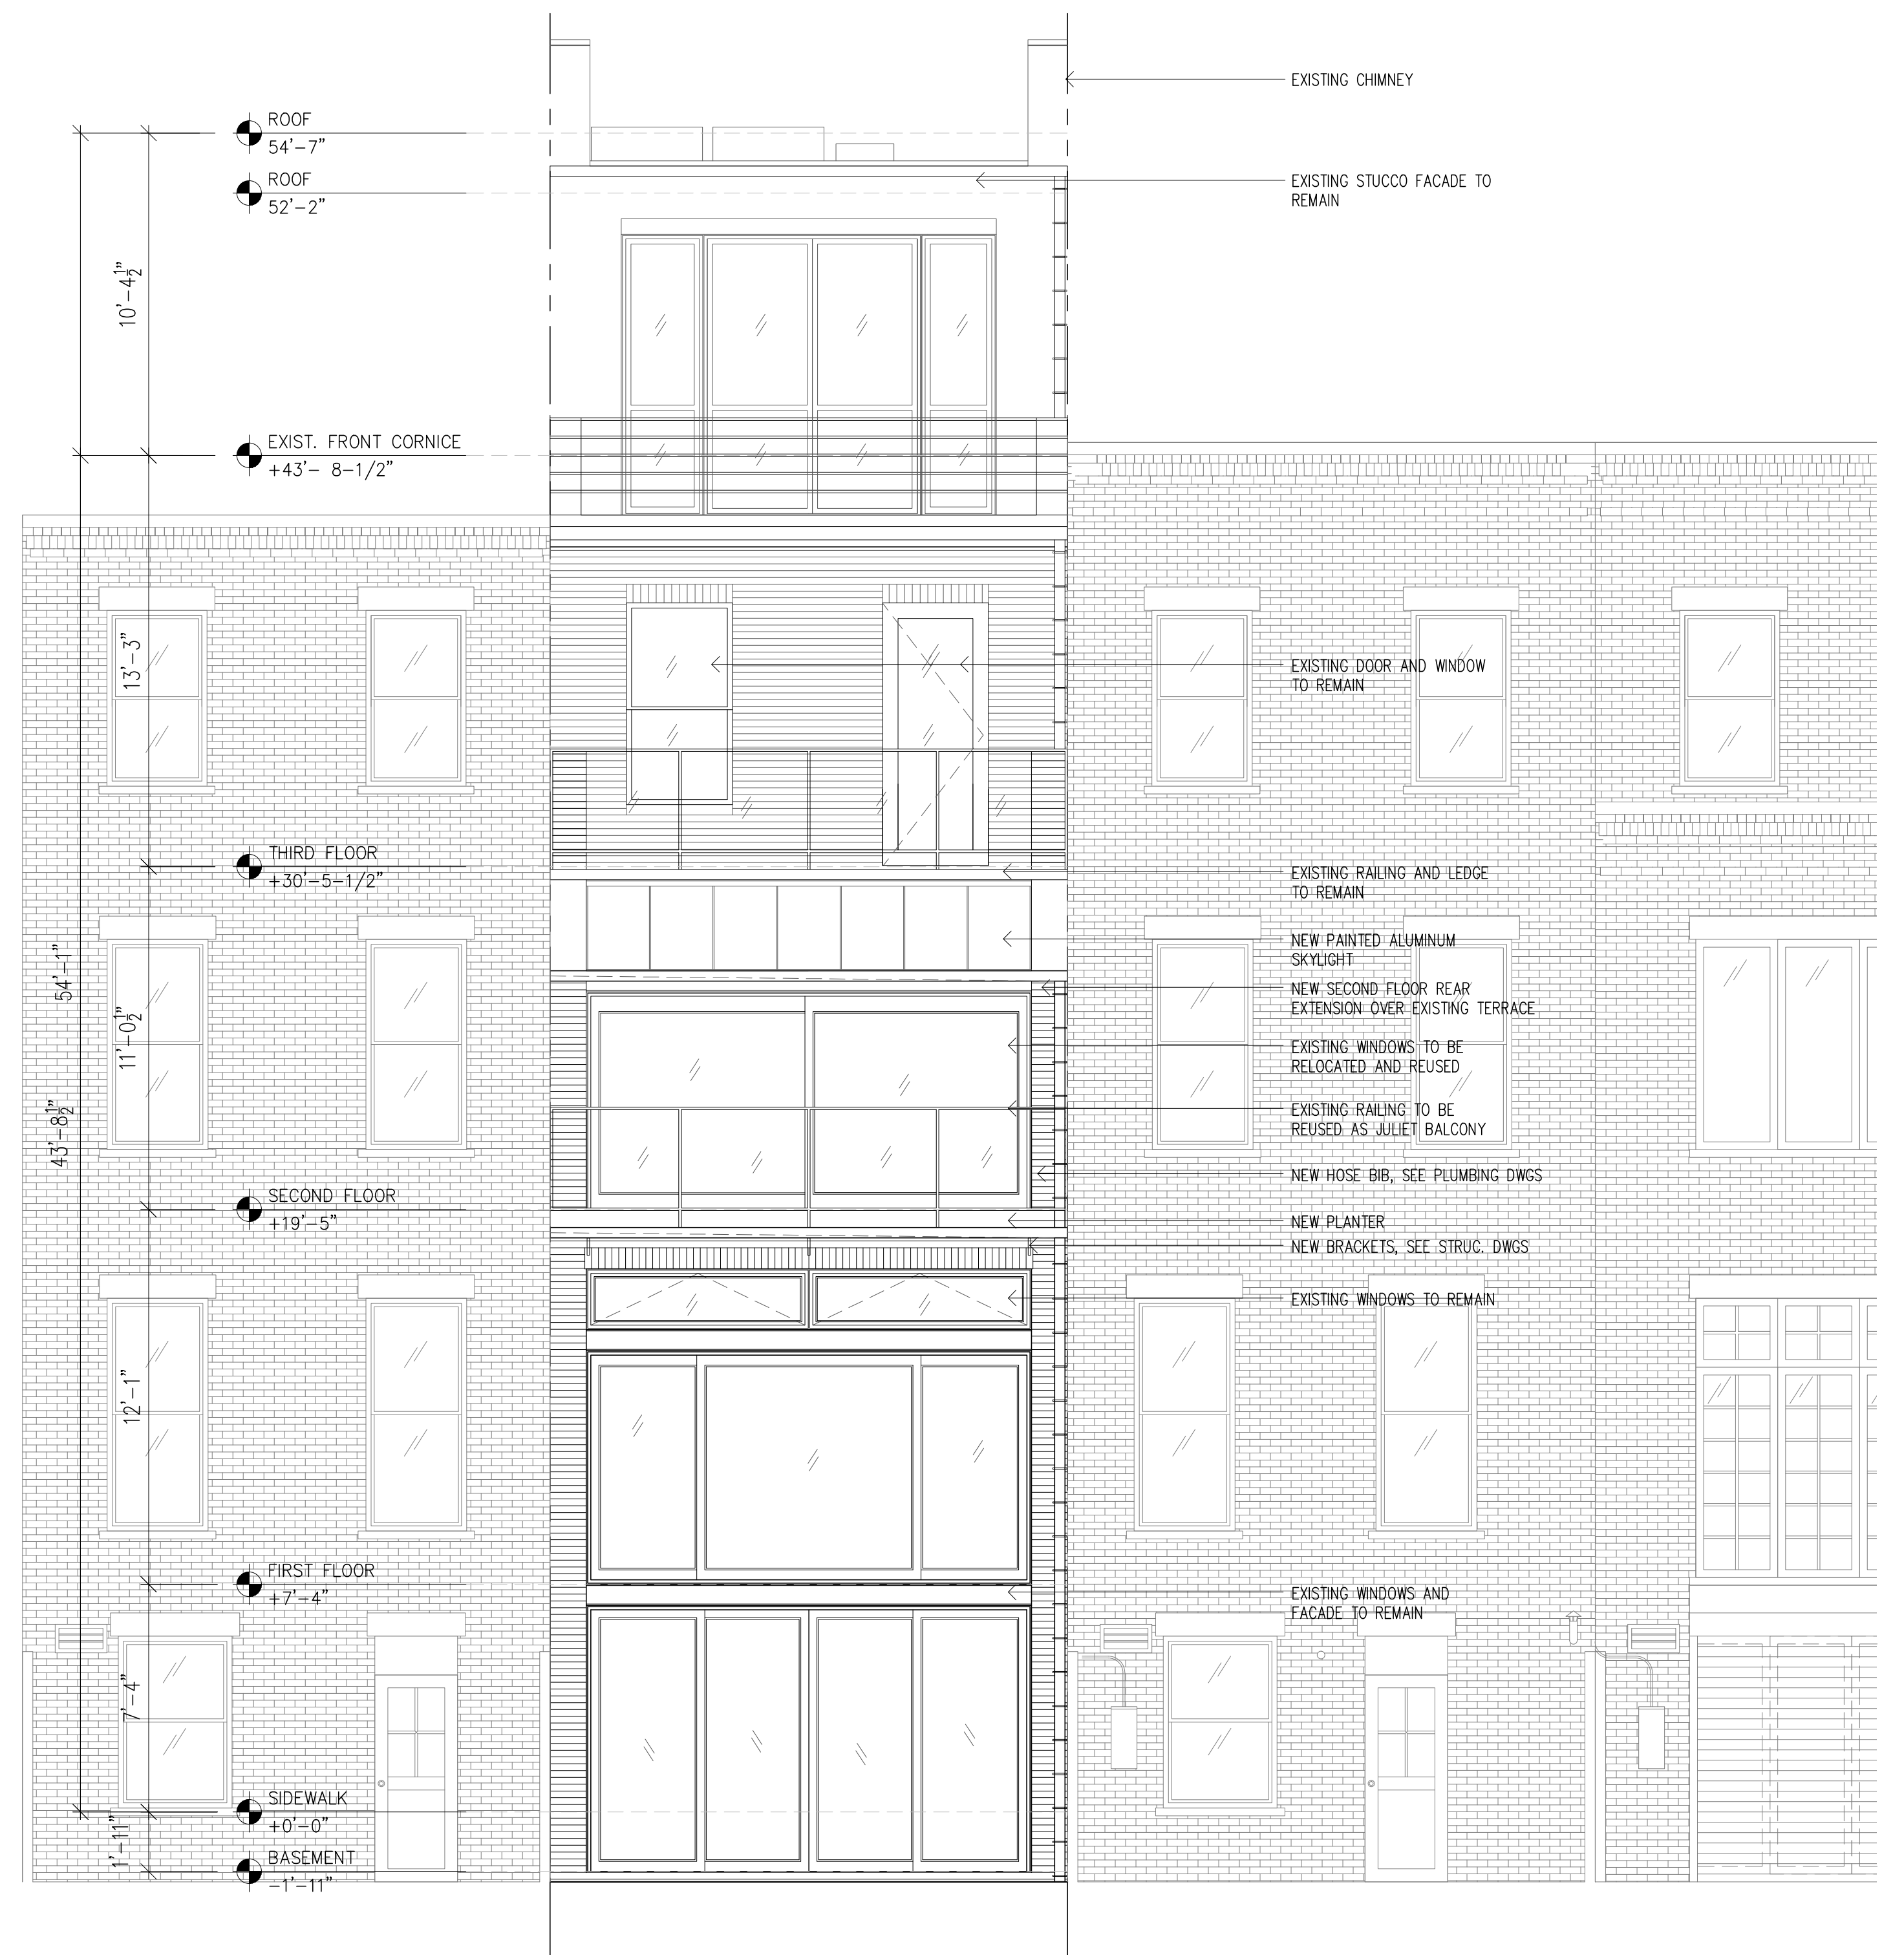 EXISTING CHIMNEY
ROOF
54'-7"
ROOF
52'-2"
EXISTING STUCCO FACADE TO
REMAIN
10'-4 1/2"
EXIST. FRONT CORNICE
+43'- 8-1/2"
13'-3"
EXISTING DOOR AND WINDOW
TO REMAIN
THIRD FLOOR
+30'-5-1/2"
EXISTING RAILING AND LEDGE
TO REMAIN
NEW PAINTED ALUMINUM
SKYLIGHT
54'-1"
NEW SECOND FLOOR REAR
EXTENSION OVER EXISTING TERRACE
11'-0 1/2"
EXISTING WINDOWS TO BE
RELOCATED AND REUSED
43'-8 1/2"
EXISTING RAILING TO BE
REUSED AS JULIET BALCONY
NEW HOSE BIB, SEE PLUMBING DWGS
SECOND FLOOR
+19'-5"
NEW PLANTER
NEW BRACKETS, SEE STRUC. DWGS
EXISTING WINDOWS TO REMAIN
12'-1"
FIRST FLOOR
+7'-4"
EXISTING WINDOWS AND
FACADE TO REMAIN
7'-4"
SIDEWALK
+0'-0"
1'-11"
BASEMENT
-1'-11"